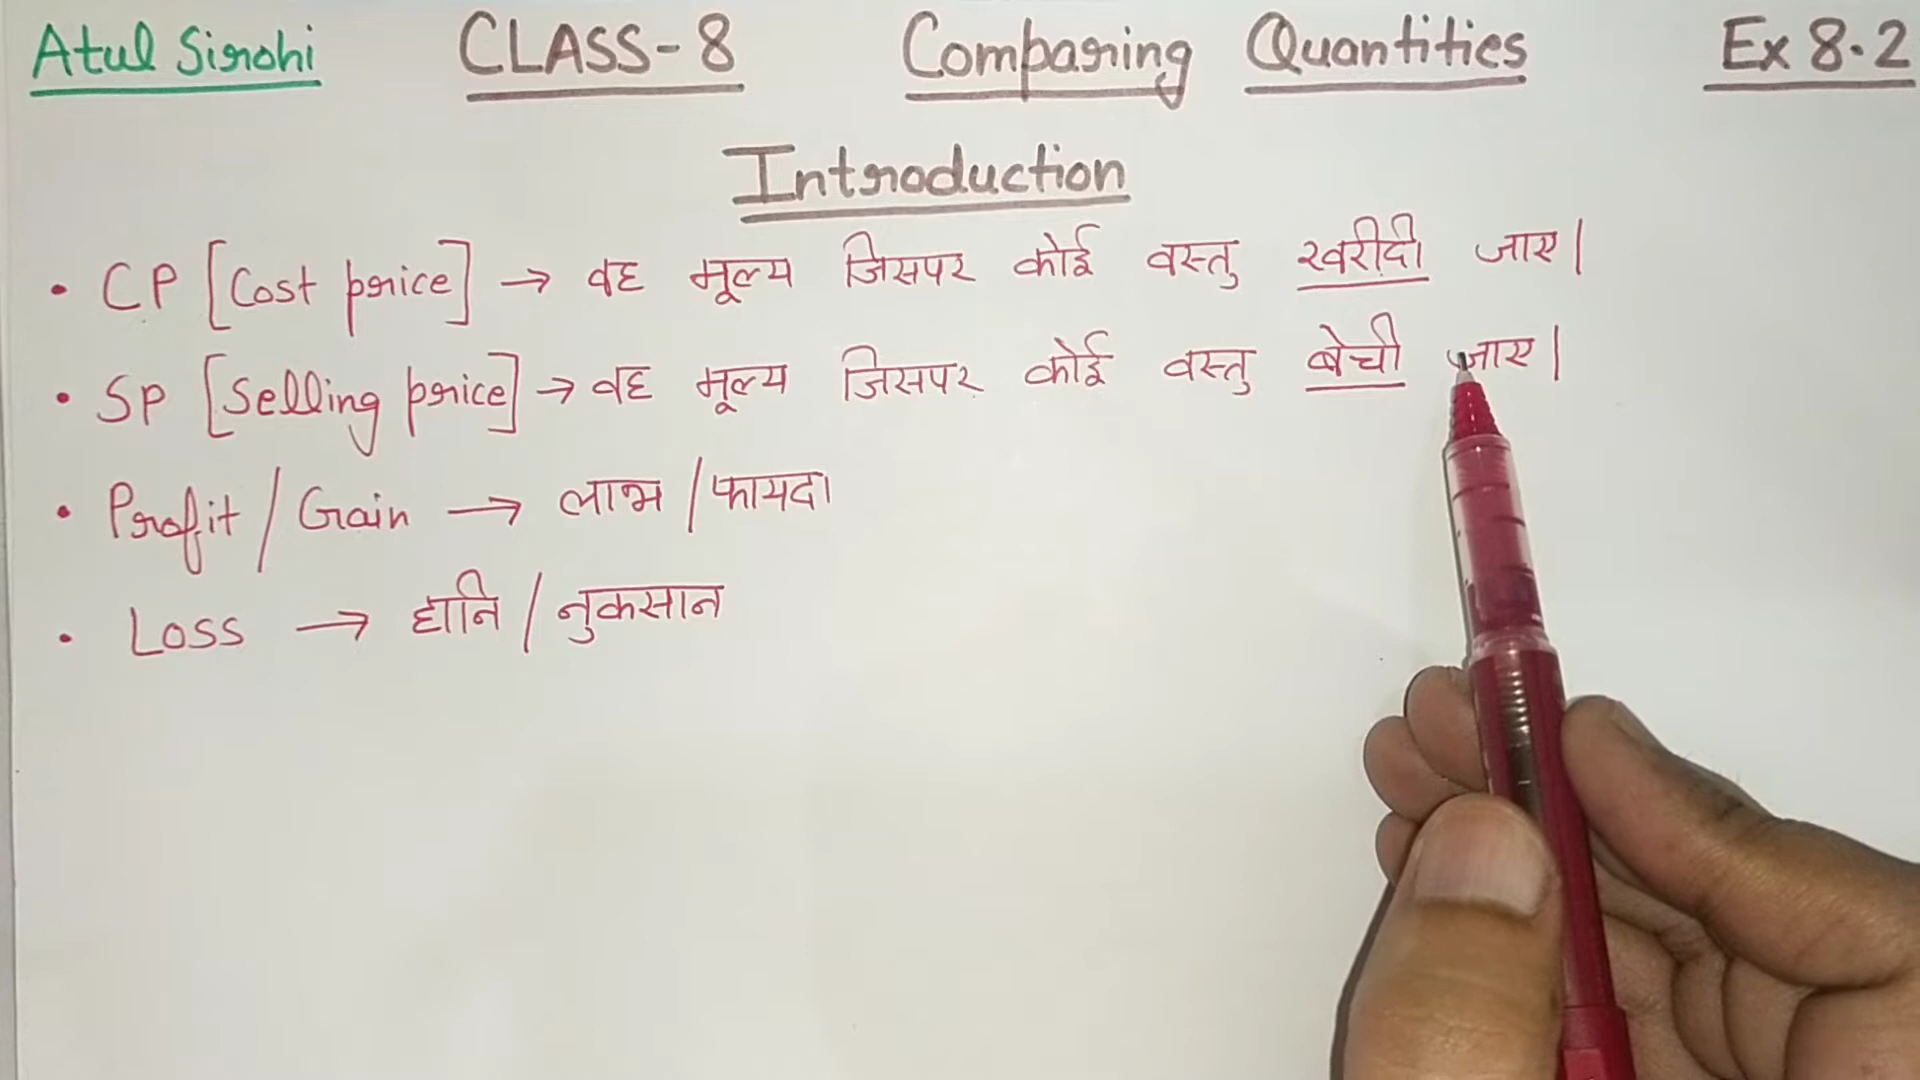 Atul Sirohi CLASS-8 Comparing Quantities Ex 8.2
Introduction
• CP [Cost price] → वह मूल्य जिसपर कोई वस्तु खरीदी जाए।
• SP [Selling price] → वह मूल्य जिसपर कोई वस्तु बेची जाए।
• Profit / Gain → लाभ / फायदा
• Loss → हानि / नुकसान